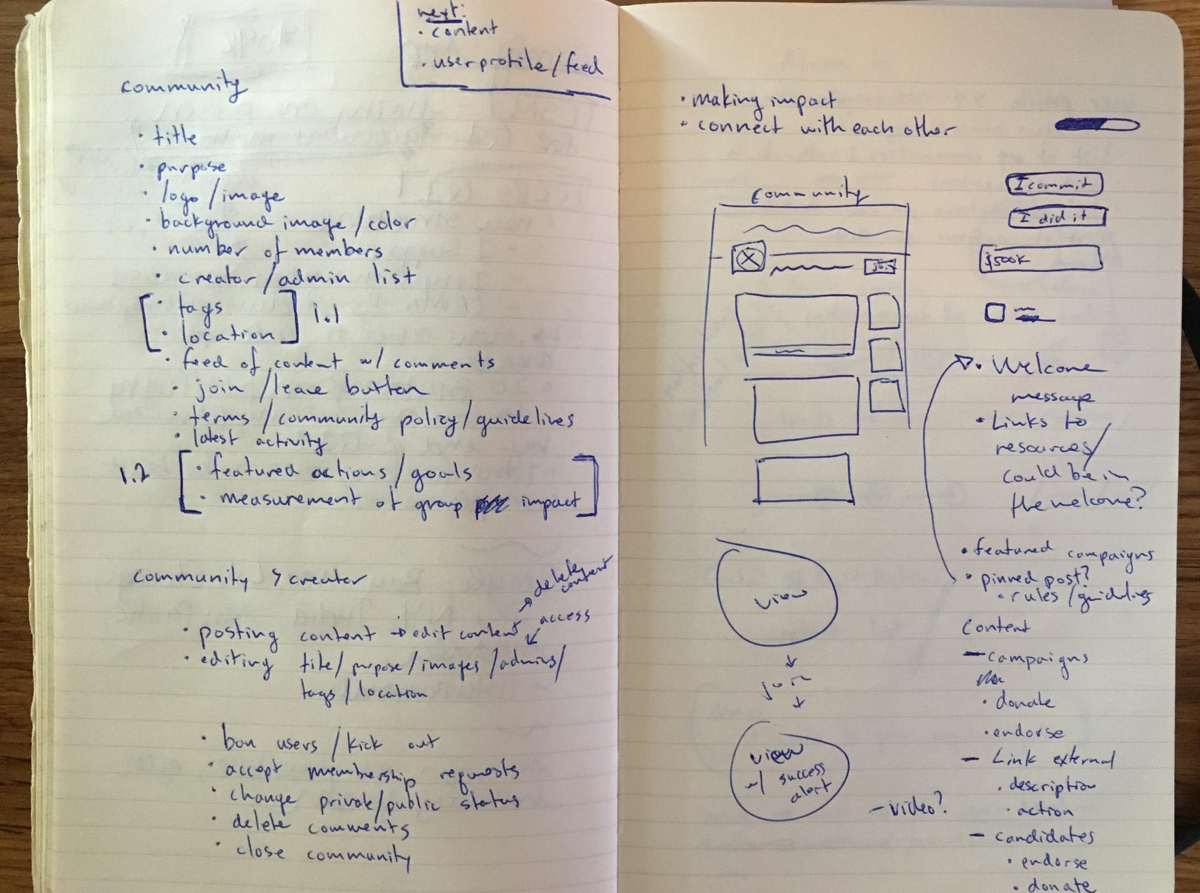 next:
· content
· user profile / feed
community
· title
· purpose
· logo / image
· background image / color
· number of members
· creator / admin list
· tags
· location
1.1
· feed of content w/ comments
· join / leave button
· terms / community policy / guidelines
· latest activity
1.2
· featured actions / goals
· measurement of group impact
community > creator
· posting content → edit content
→ delete content
access
· editing title / purpose / images / admins /
tags / location
· ban users / kick out
· accept membership requests
· change private / public status
· delete comments
· close community
· making impact
· connect with each other
I commit
I did it
$500k
community
join
view
join
view
w/ success
alert
· Welcome
message
· Links to
resources /
could be in
the welcome?
· featured campaigns
· pinned post?
· rules / guidelines
Content
- campaigns
· donate
· endorse
- Link external
· description
· action
- video?
- candidates
· endorse
· donate